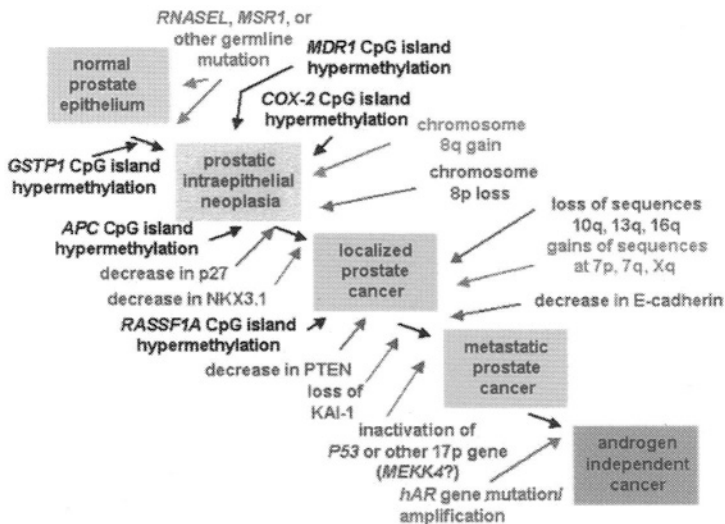 RNASEL, MSR1, or
other germline
mutation
MDR1 CpG island
hypermethylation
normal
prostate
epithelium
COX-2 CpG island
hypermethylation
chromosome
8q gain
GSTP1 CpG island
hypermethylation
prostatic
intraepithelial
neoplasia
chromosome
8p loss
APC CpG island
hypermethylation
loss of sequences
10q, 13q, 16q
gains of sequences
at 7p, 7q, Xq
decrease in p27
decrease in NKX3.1
localized
prostate
cancer
decrease in E-cadherin
RASSF1A CpG island
hypermethylation
metastatic
prostate
cancer
decrease in PTEN
loss of
KAI-1
inactivation of
P53 or other 17p gene
(MEKK4?)
androgen
independent
cancer
hAR gene mutation/
amplification